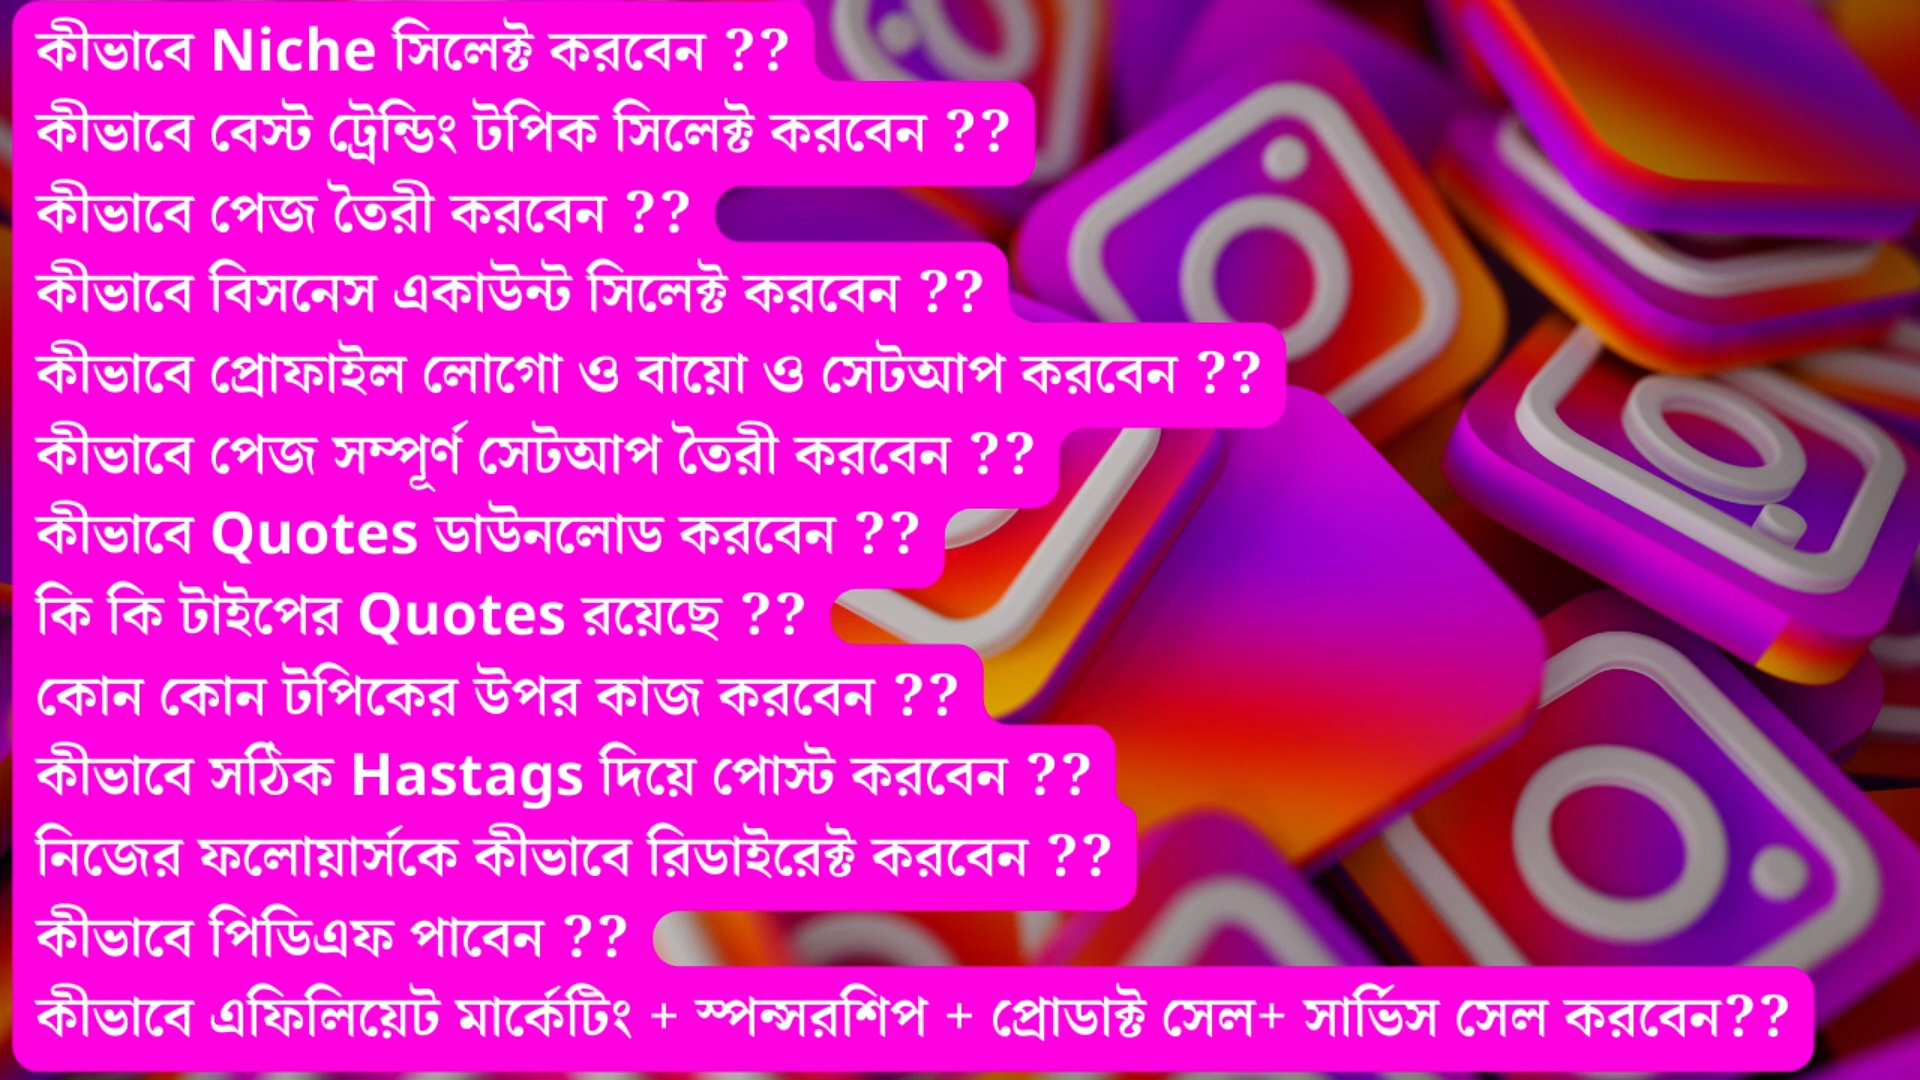 কীভাবে Niche সিলেক্ট করবেন ??
কীভাবে বেস্ট ট্রেন্ডিং টপিক সিলেক্ট করবেন ??
কীভাবে পেজ তৈরী করবেন ??
কীভাবে বিসনেস একাউন্ট সিলেক্ট করবেন ??
কীভাবে প্রোফাইল লোগো ও বায়ো ও সেটআপ করবেন ??
কীভাবে পেজ সম্পূর্ণ সেটআপ তৈরী করবেন ??
কীভাবে Quotes ডাউনলোড করবেন ??
কি কি টাইপের Quotes রয়েছে ??
কোন কোন টপিকের উপর কাজ করবেন ??
কীভাবে সঠিক Hastags দিয়ে পোস্ট করবেন ??
নিজের ফলোয়ার্সকে কীভাবে রিডাইরেক্ট করবেন ??
কীভাবে পিডিএফ পাবেন ??
কীভাবে এফিলিয়েট মার্কেটিং + স্পন্সরশিপ + প্রোডাক্ট সেল+ সার্ভিস সেল করবেন??